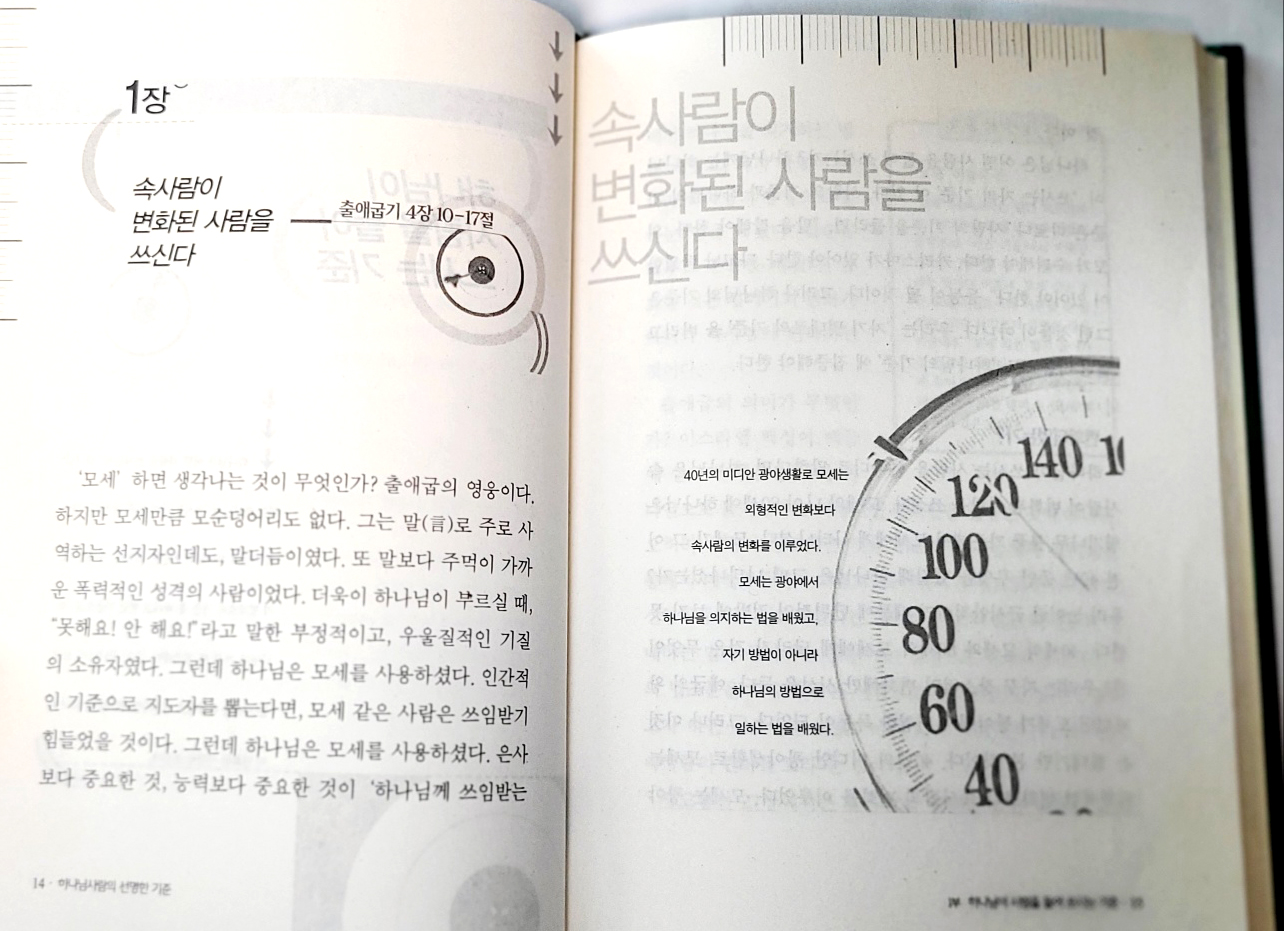 1장
속사람이
변화된 사람을
쓰신다
출애굽기 4장 10-17절
‘모세’ 하면 생각나는 것이 무엇인가? 출애굽의 영웅이다.
하지만 모세만큼 모순덩어리도 없다. 그는 말(言)로 주로 사
역하는 선지자인데도, 말더듬이였다. 또 말보다 주먹이 가까
운 폭력적인 성격의 사람이었다. 더욱이 하나님이 부르실 때,
“못해요! 안 해요!”라고 말한 부정적이고, 우울질적인 기질
의 소유자였다. 그런데 하나님은 모세를 사용하셨다. 인간적
인 기준으로 지도자를 뽑는다면, 모세 같은 사람은 쓰임받기
힘들었을 것이다. 그런데 하나님은 모세를 사용하셨다. 은사
보다 중요한 것, 능력보다 중요한 것이 ‘하나님께 쓰임받는
14 · 하나님사람의 선명한 기준
속사람이
변화된 사람을
쓰신다
40년의 미디안 광야생활로 모세는
외형적인 변화보다
속사람의 변화를 이루었다.
모세는 광야에서
하나님을 의지하는 법을 배웠고,
자기 방법이 아니라
하나님의 방법으로
일하는 법을 배웠다.
140
120
100
80
60
40